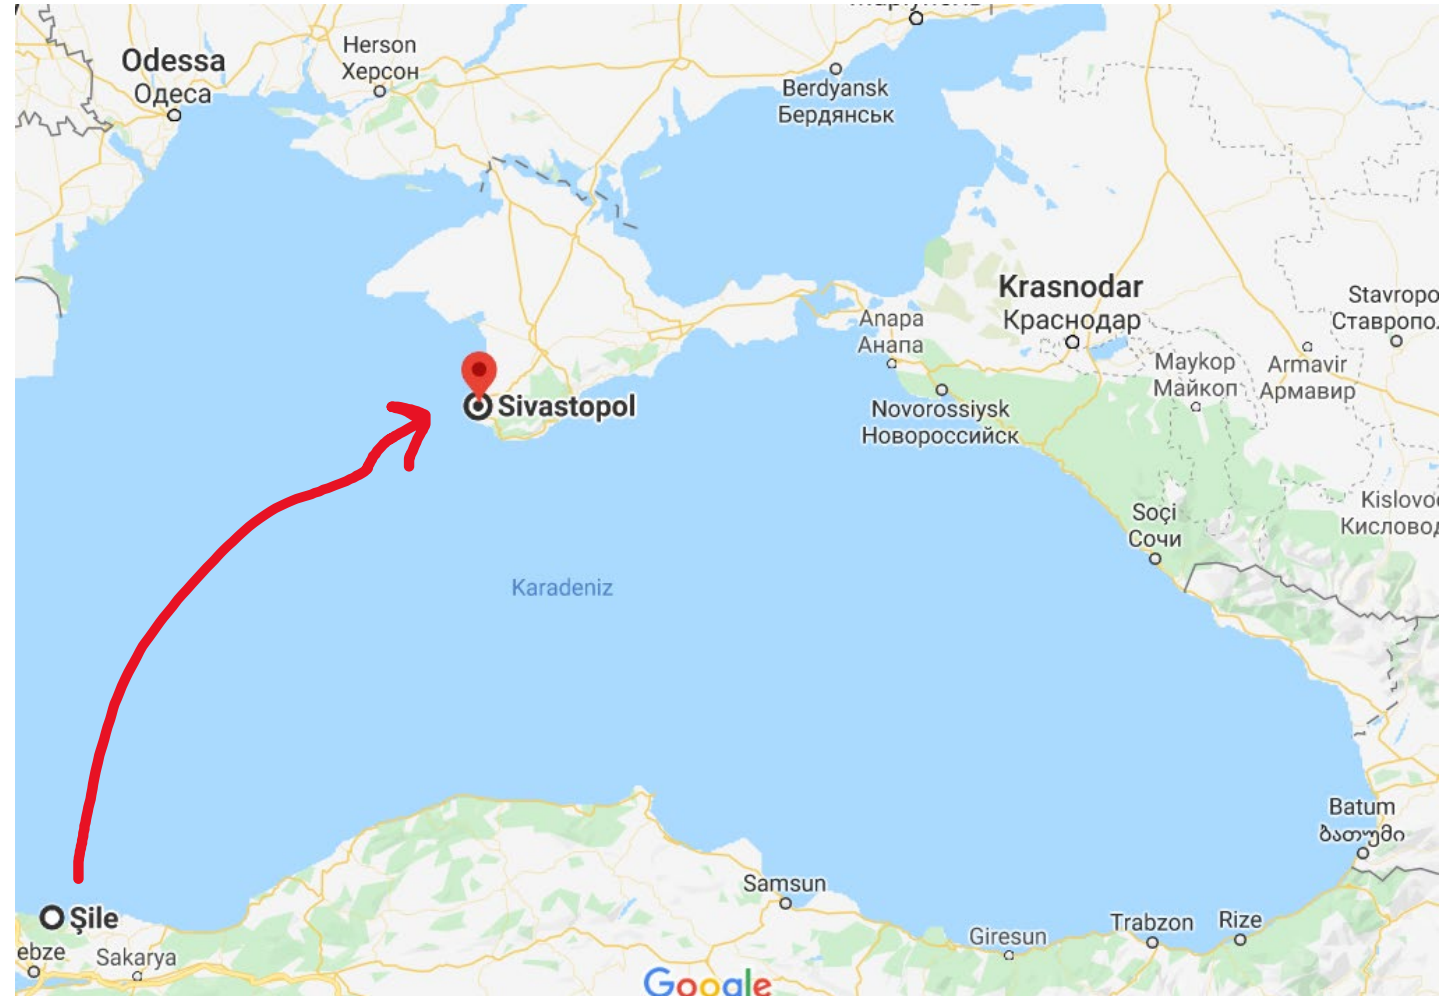 Odessa
Одеса
Herson
Херсон
Berdyansk
Бердянськ
Krasnodar
Краснодар
Anapa
Анапа
Stavropo
Ставропо.
Maykop
Майкоп
Armavir
Армавир
Sivastopol
Novorossiysk
Новороссийск
Soçi
Сочи
Kislovo
Кисловод
Karadeniz
Batum
ბათუმი
Samsun
Şile
Giresun
Trabzon
Rize
ebze
Sakarya
Google